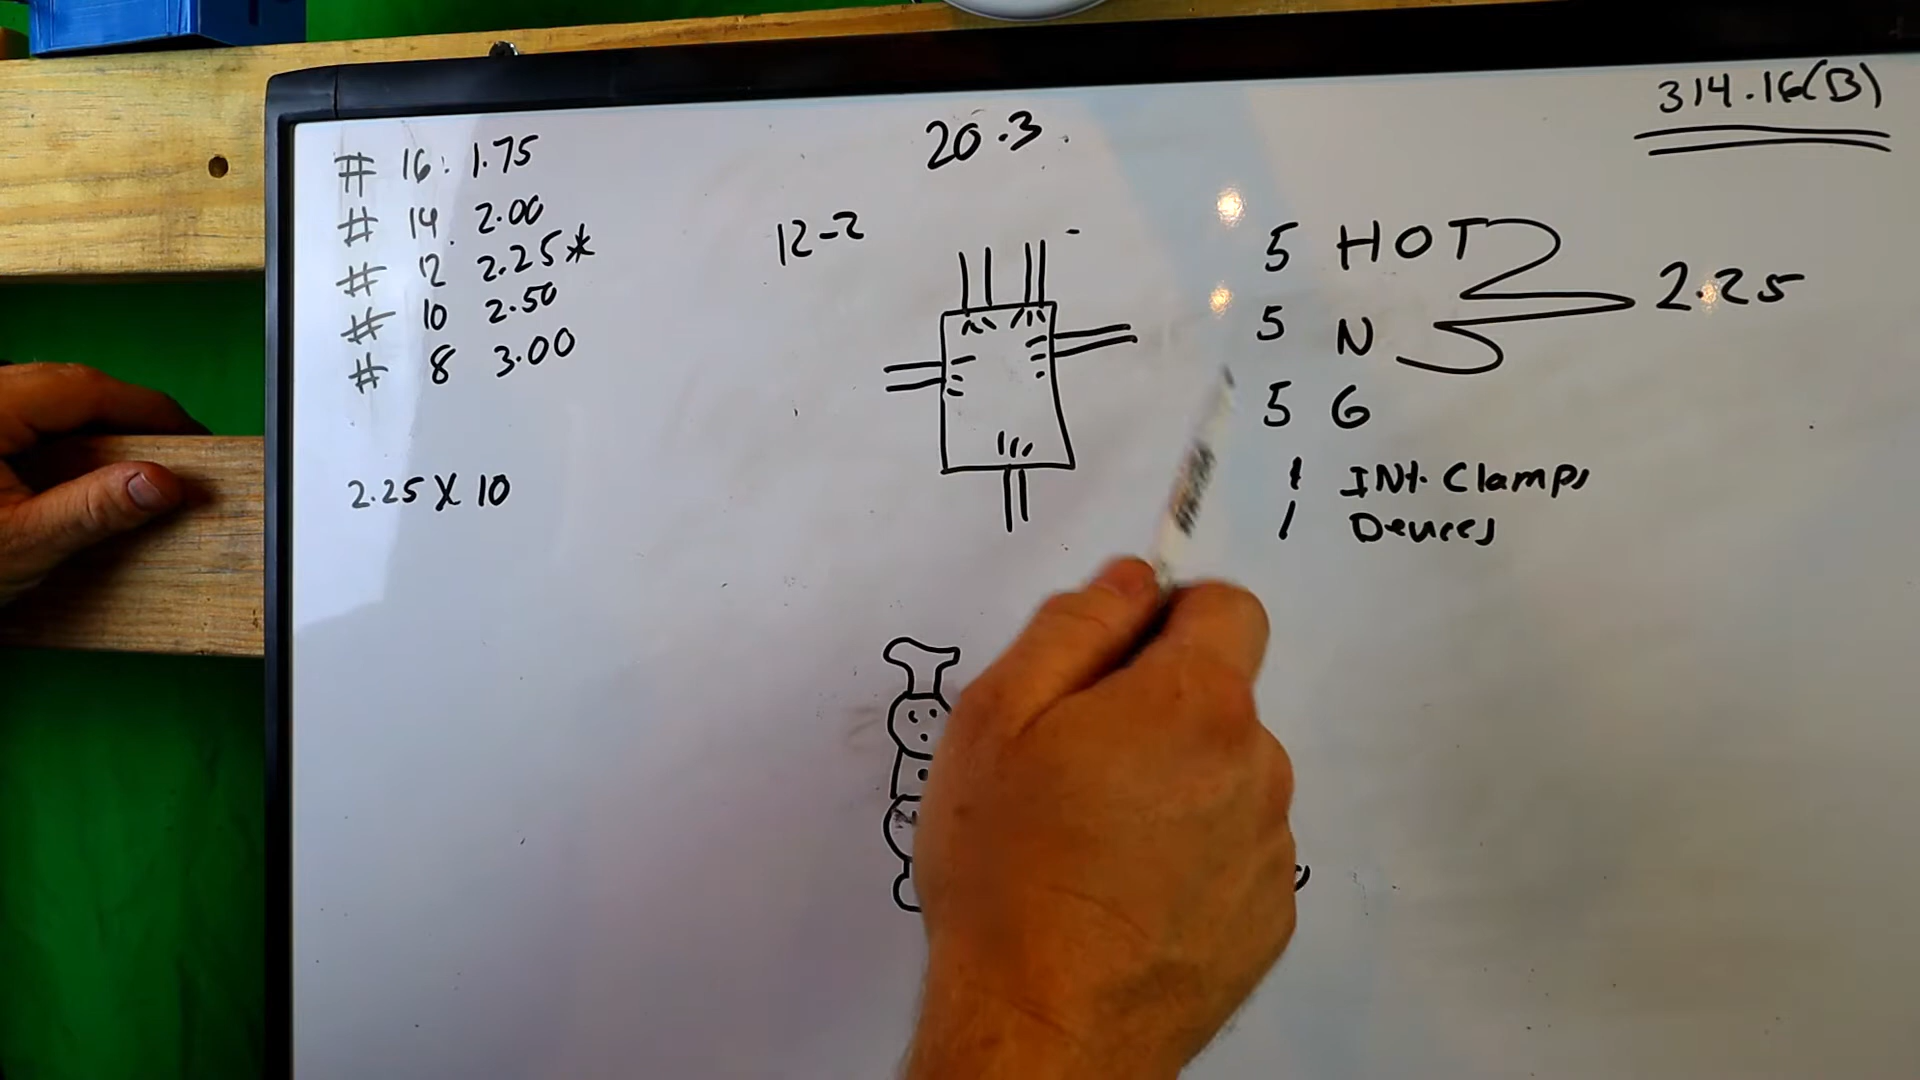 314.16(B)
20.3
# 16: 1.75
# 14. 2.00
# 12 2.25*
# 10 2.50
# 8 3.00
12-2
5 HOT
5 N
2.25
5 G
1 INt. Clamps
1 Devices
2.25 X 10